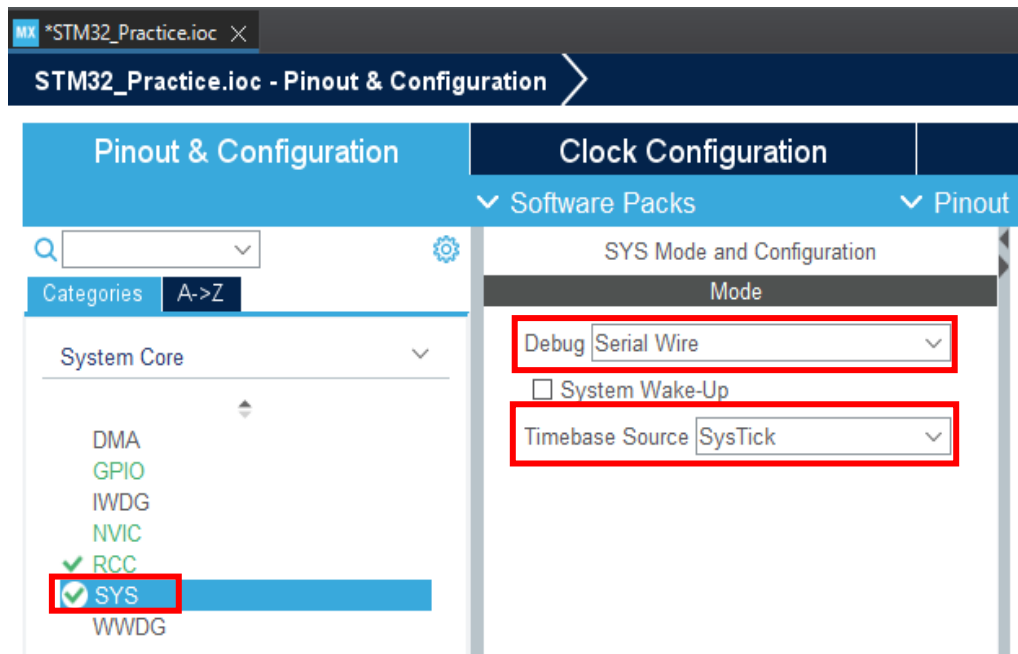 MX *STM32_Practice.ioc
STM32_Practice.ioc - Pinout & Configuration
Pinout & Configuration
Clock Configuration
Software Packs
Pinout
Categories
A->Z
System Core
DMA
GPIO
IWDG
NVIC
RCC
SYS
WWDG
SYS Mode and Configuration
Mode
Debug Serial Wire
System Wake-Up
Timebase Source SysTick